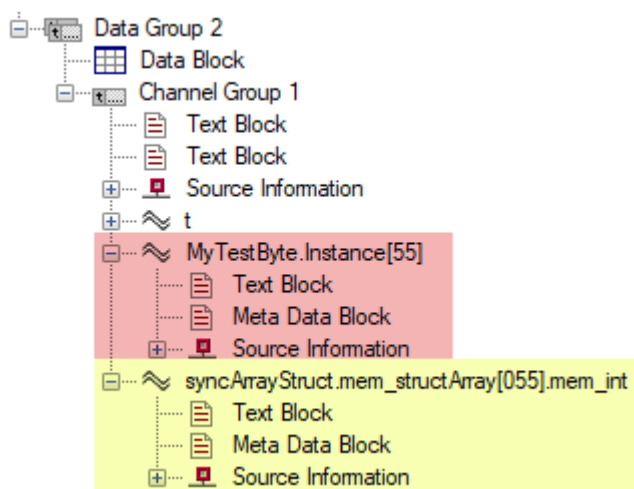 Data Group 2
Data Block
Channel Group 1
Text Block
Text Block
Source Information
t
MyTestByte.Instance[55]
Text Block
Meta Data Block
Source Information
syncArrayStruct.mem_structArray[055].mem_int
Text Block
Meta Data Block
Source Information